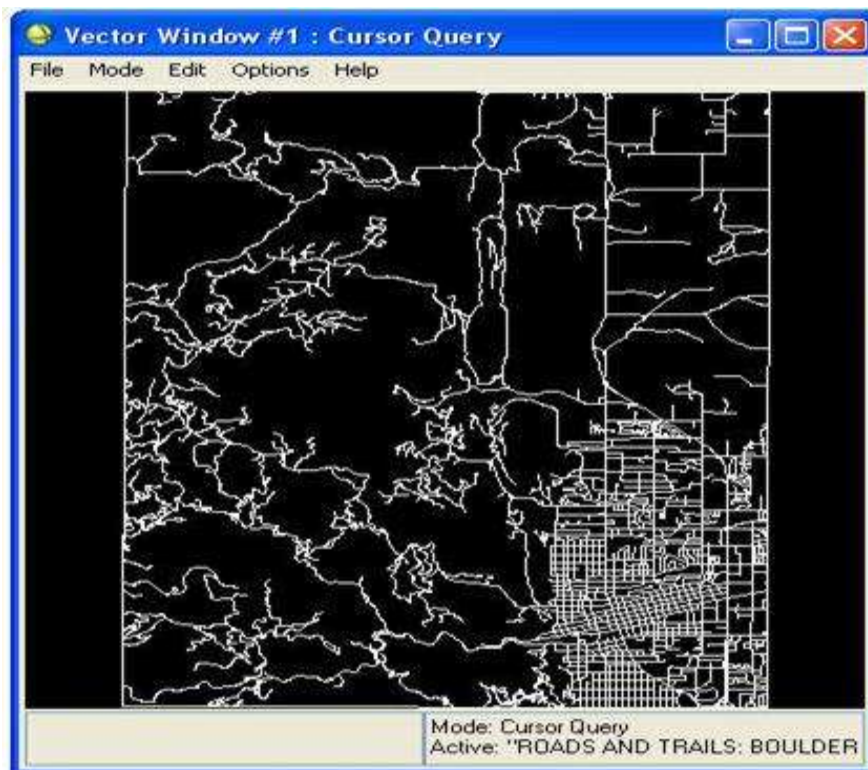 Vector Window #1 : Cursor Query
File Mode Edit Options Help
Mode: Cursor Query
Active: "ROADS AND TRAILS: BOULDER